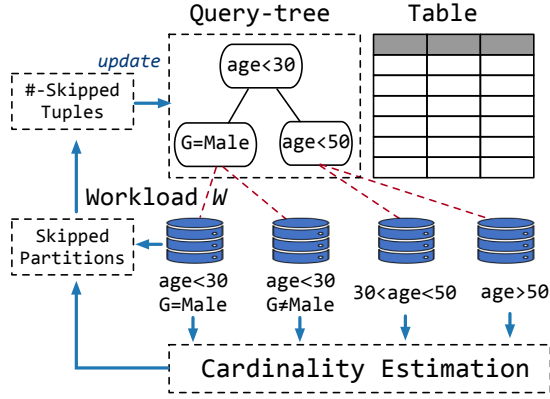 Query-tree
Table
update
age<30
#-Skipped
Tuples
G=Male
age<50
Workload W
Skipped
Partitions
age<30
G=Male
age<30
G≠Male
30<age<50
age>50
Cardinality Estimation